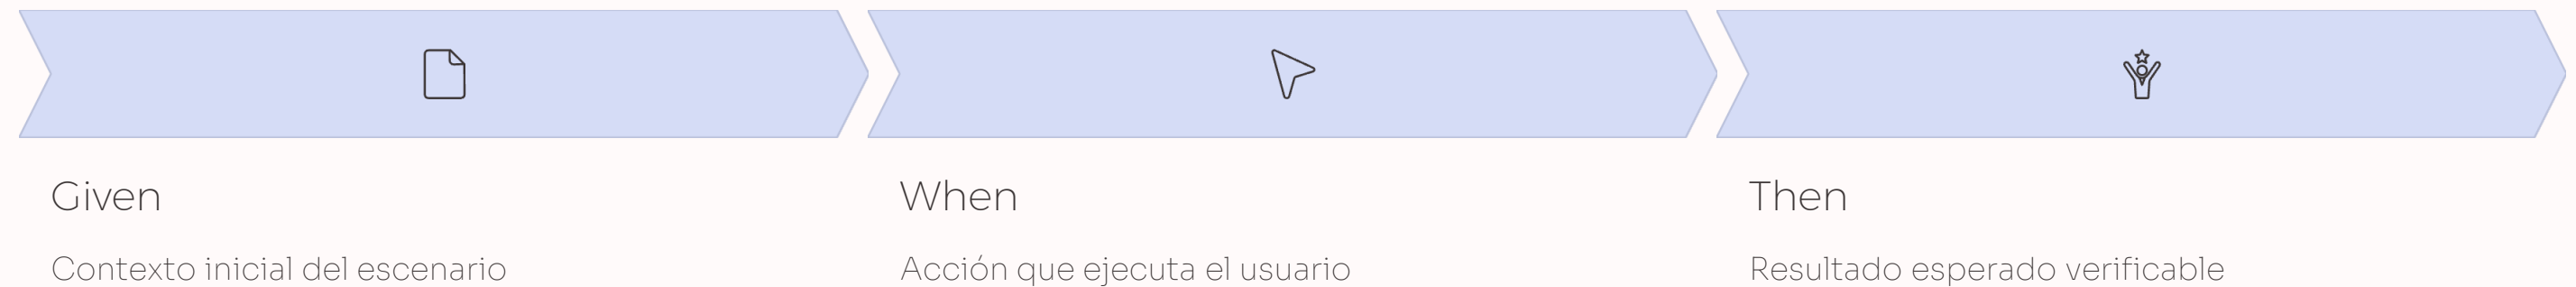 Given
When
Then
Contexto inicial del escenario
Acción que ejecuta el usuario
Resultado esperado verificable